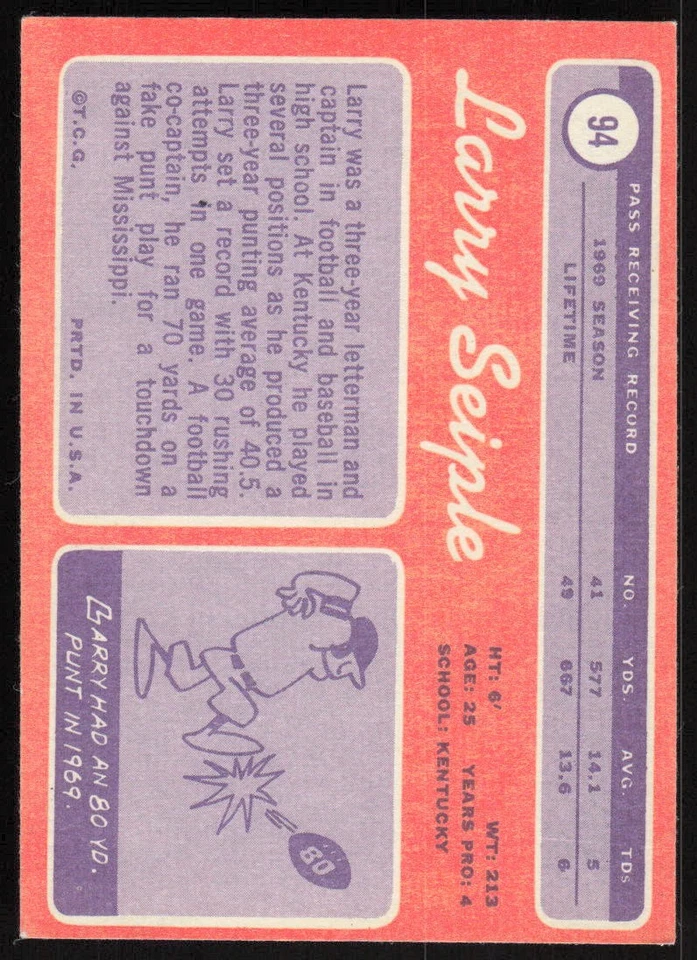 94
PASS RECEIVING RECORD NO. YDS. AVG. TDS
1969 SEASON 41 577 14.1 5
LIFETIME 49 667 13.6 6
Larry Seiple
HT: 6' WT: 213
AGE: 25 YEARS PRO: 4
SCHOOL: KENTUCKY
Larry was a three-year letterman and
captain in football and baseball in
high school. At Kentucky he played
several positions as he produced a
three-year punting average of 40.5.
Larry set a record with 30 rushing
attempts in one game. A football
co-captain, he ran 70 yards on a
fake punt play for a touchdown
against Mississippi.
©T.C.G. PRTD. IN U.S.A.
80
LARRY HAD AN 80 YD.
PUNT IN 1969.